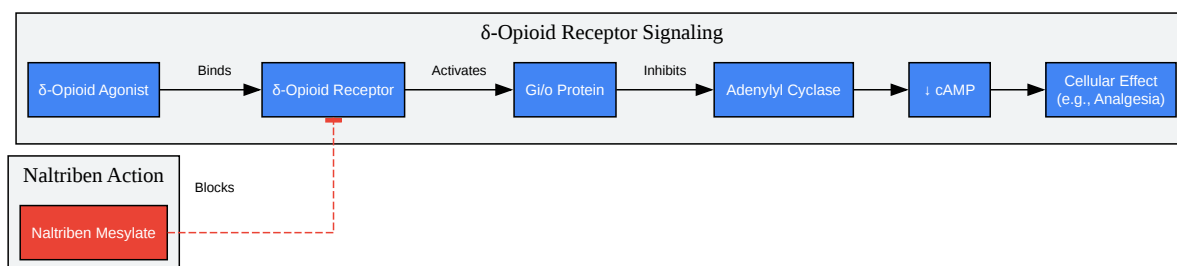 δ-Opioid Receptor Signaling
Binds
Activates
Inhibits
δ-Opioid Agonist
δ-Opioid Receptor
Gi/o Protein
Adenylyl Cyclase
↓ cAMP
Cellular Effect
(e.g., Analgesia)
Naltriben Action
Blocks
Naltriben Mesylate